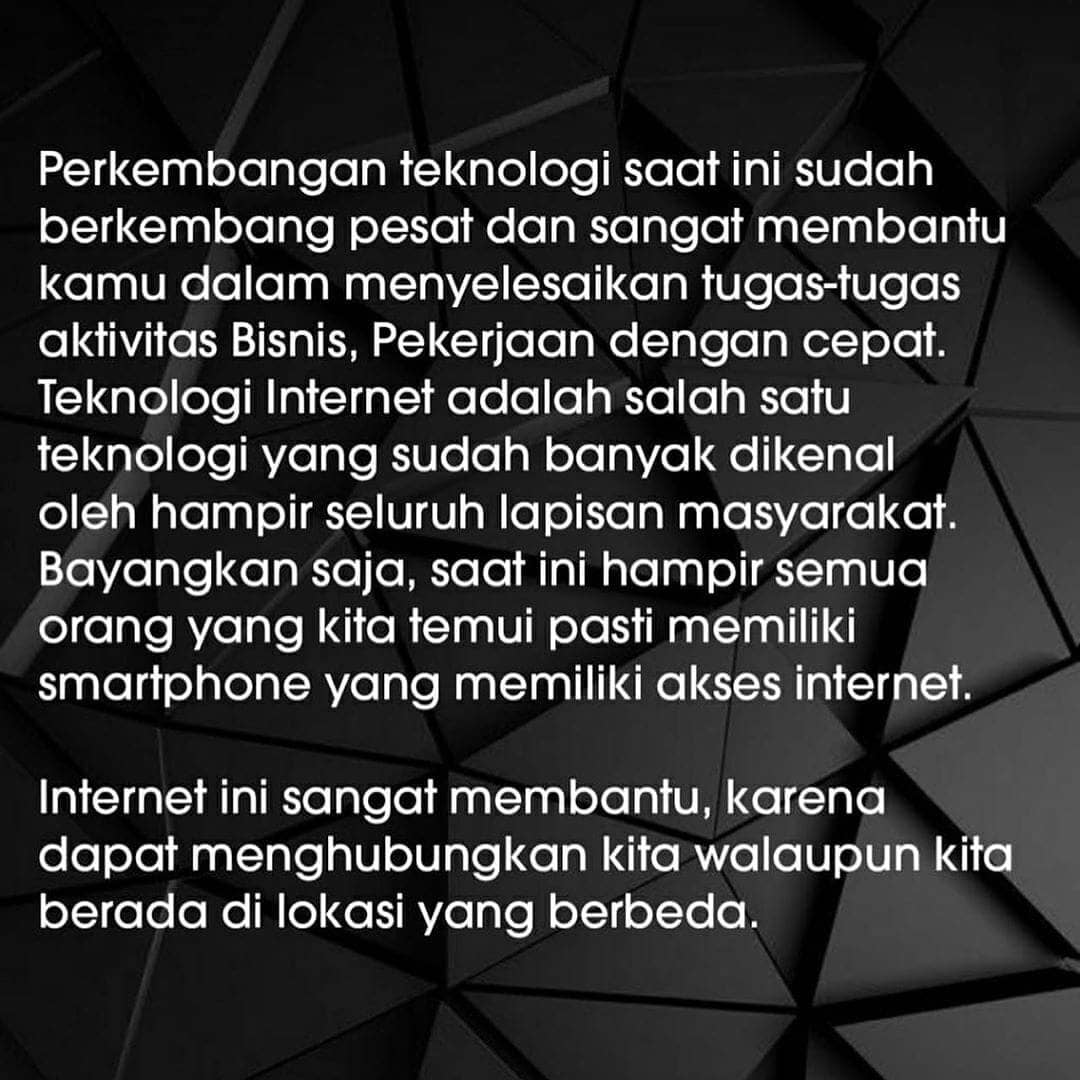 Perkembangan teknologi saat ini sudah
berkembang pesat dan sangat membantu
kamu dalam menyelesaikan tugas-tugas
aktivitas Bisnis, Pekerjaan dengan cepat.
Teknologi Internet adalah salah satu
teknologi yang sudah banyak dikenal
oleh hampir seluruh lapisan masyarakat.
Bayangkan saja, saat ini hampir semua
orang yang kita temui pasti memiliki
smartphone yang memiliki akses internet.
Internet ini sangat membantu, karena
dapat menghubungkan kita walaupun kita
berada di lokasi yang berbeda.